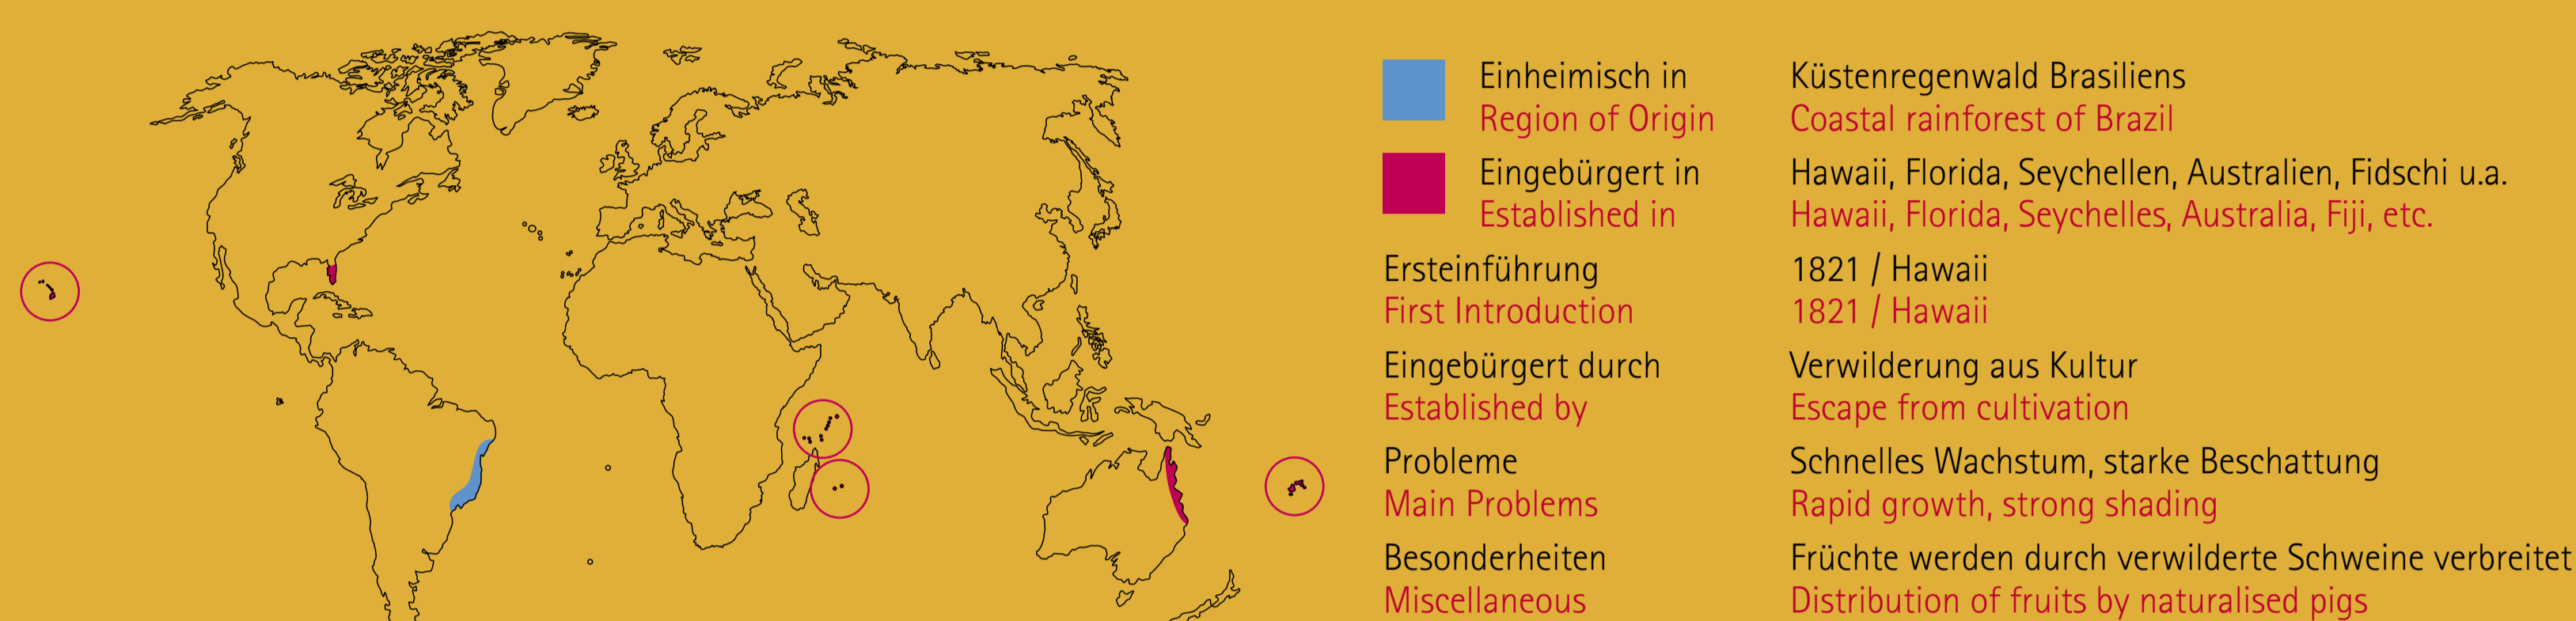 Einheimisch in Küstenregenwald Brasiliens
Region of Origin Coastal rainforest of Brazil
Eingebürgert in Hawaii, Florida, Seychellen, Australien, Fidschi u.a.
Established in Hawaii, Florida, Seychelles, Australia, Fiji, etc.
Ersteinführung 1821 / Hawaii
First Introduction 1821 / Hawaii
Eingebürgert durch Verwilderung aus Kultur
Established by Escape from cultivation
Probleme Schnelles Wachstum, starke Beschattung
Main Problems Rapid growth, strong shading
Besonderheiten Früchte werden durch verwilderte Schweine verbreitet
Miscellaneous Distribution of fruits by naturalised pigs